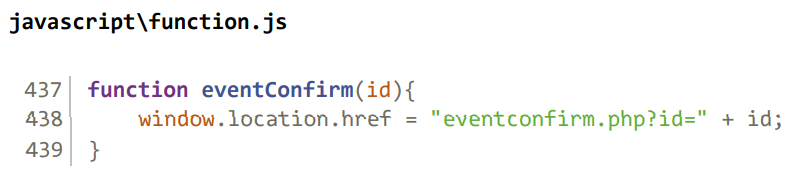 javascript\function.js
437 function eventConfirm(id){
438 window.location.href = "eventconfirm.php?id=" + id;
439 }